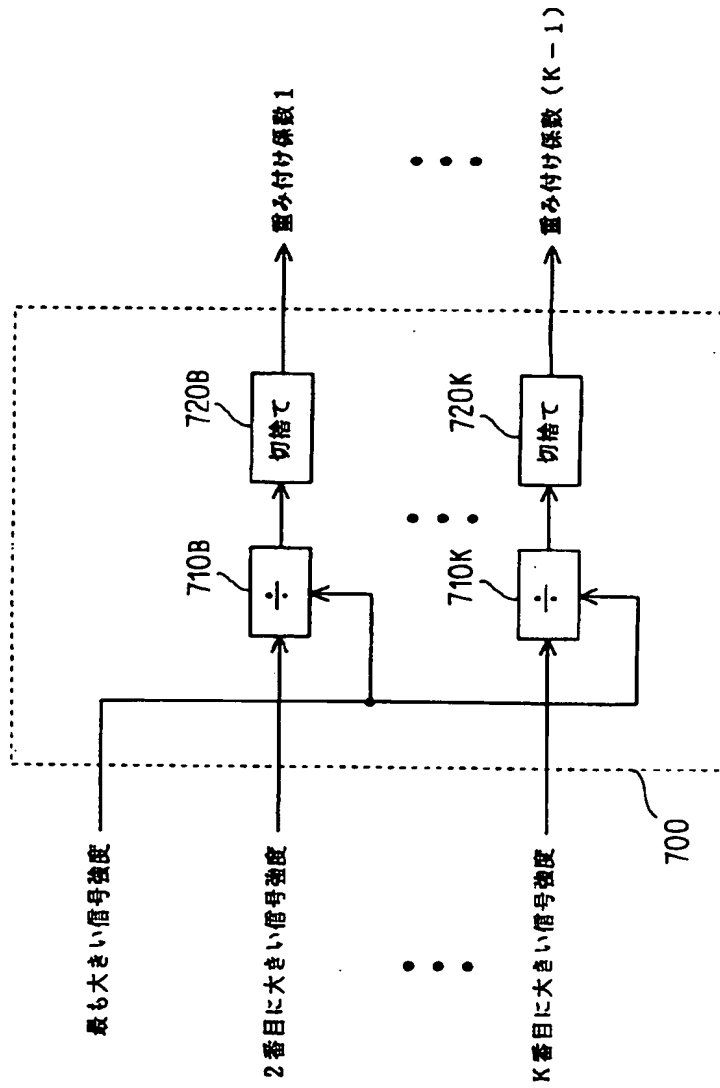 最も大きい信号強度
2番目に大きい信号強度
710B
÷
720B
切捨て
重み付け係数1
K番目に大きい信号強度
710K
÷
720K
切捨て
重み付け係数(K-1)
700